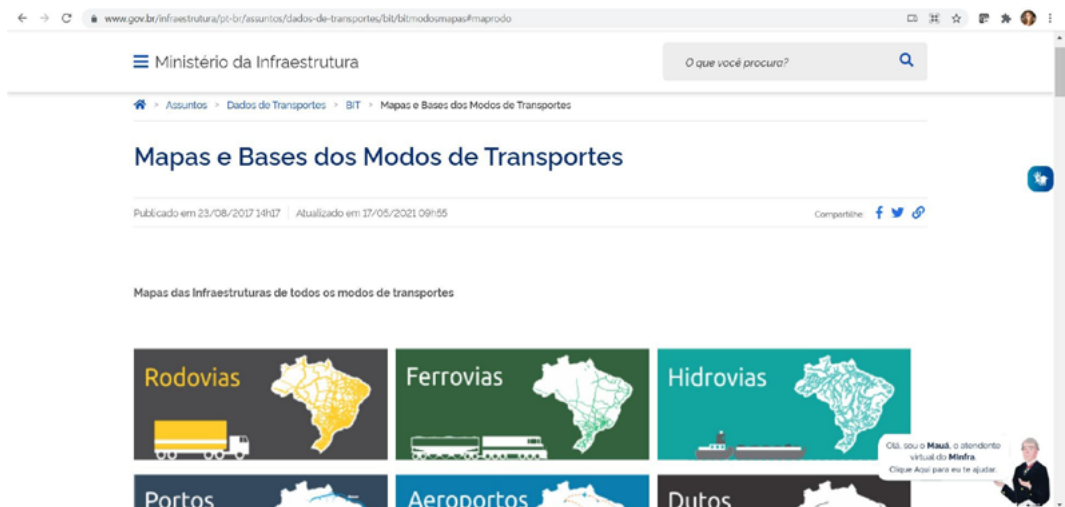 www.gov.br/infraestrutura/pt-br/assuntos/dados-de-transportes/bit/bitmodosmapas#maprodo
Ministério da Infraestrutura
O que você procura?
> Assuntos > Dados de Transportes > BIT > Mapas e Bases dos Modos de Transportes
Mapas e Bases dos Modos de Transportes
Publicado em 23/08/2017 14h17 | Atualizado em 17/05/2021 09h55
Compartilhe:
Mapas das Infraestruturas de todos os modos de transportes
Rodovias
Ferrovias
Hidrovias
Olá, sou o Mauá, o atendente
virtual do Minfra.
Clique Aqui para eu te ajudar.
Portos
Aeroportos
Dutos